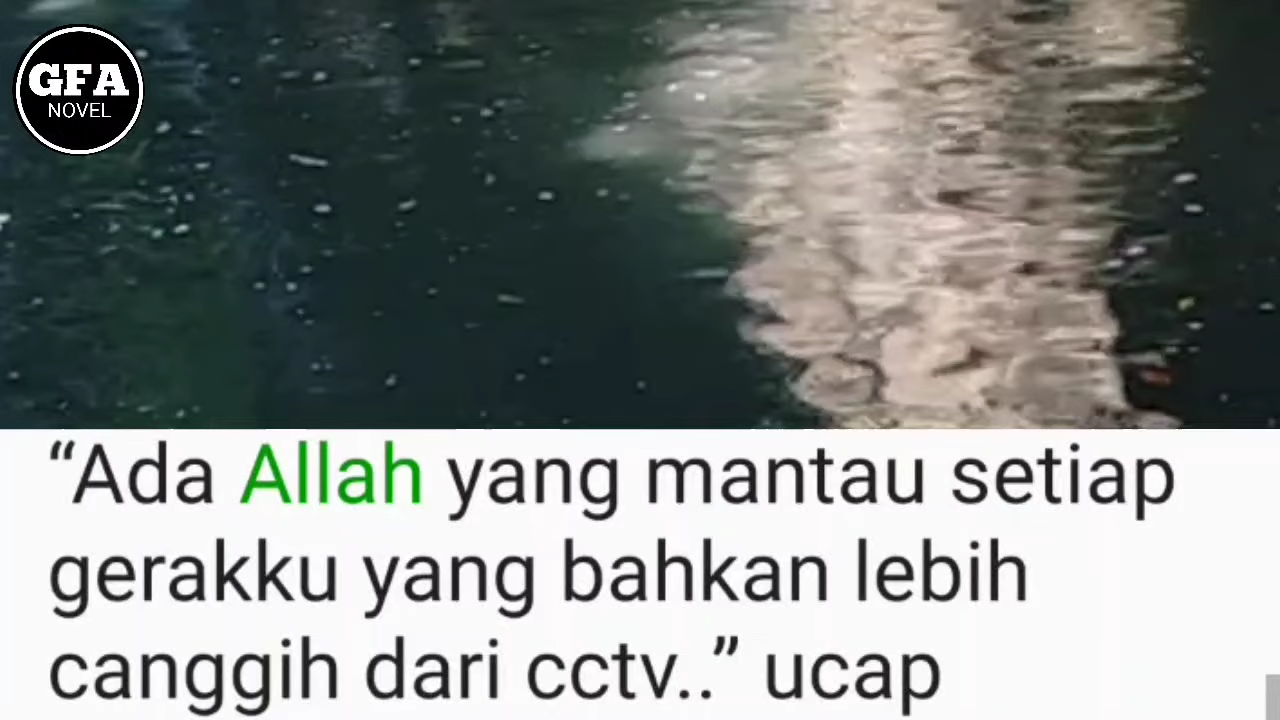 GFA
NOVEL
“Ada Allah yang mantau setiap
gerakku yang bahkan lebih
canggih dari cctv..” ucap